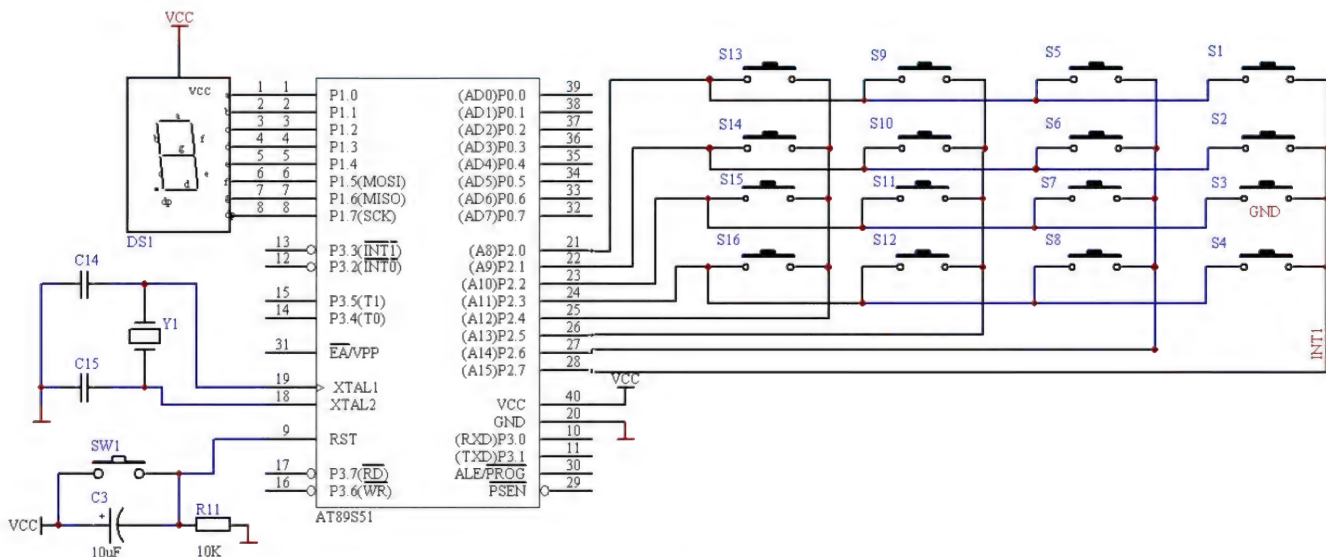 VCC
S13
S9
S5
S1
vcc
a
b
c
d
e
f
g
dp
a
b
f
g
c
e
d
dp
DS1
1 1 P1.0 (AD0)P0.0 39
2 2 P1.1 (AD1)P0.1 38
3 3 P1.2 (AD2)P0.2 37
4 4 P1.3 (AD3)P0.3 36
5 5 P1.4 (AD4)P0.4 35
6 6 P1.5(MOSI) (AD5)P0.5 34
7 7 P1.6(MISO) (AD6)P0.6 33
8 8 P1.7(SCK) (AD7)P0.7 32
S14
S10
S6
S2
S15
S11
S7
S3
GND
S16
S12
S8
S4
13 P3.3(INT1) (A8)P2.0 21
12 P3.2(INT0) (A9)P2.1 22
(A10)P2.2 23
15 P3.5(T1) (A11)P2.3 24
14 P3.4(T0) (A12)P2.4 25
(A13)P2.5 26
31 EA/VPP (A14)P2.6 27
(A15)P2.7 28
INT1
C14
Y1
C15
19 XTAL1
18 XTAL2 VCC 40
VCC
GND 20
9 RST (RXD)P3.0 10
(TXD)P3.1 11
17 P3.7(RD) ALE/PROG 30
16 P3.6(WR) PSEN 29
AT89S51
SW1
C3
+
R11
VCC
10uF
10K